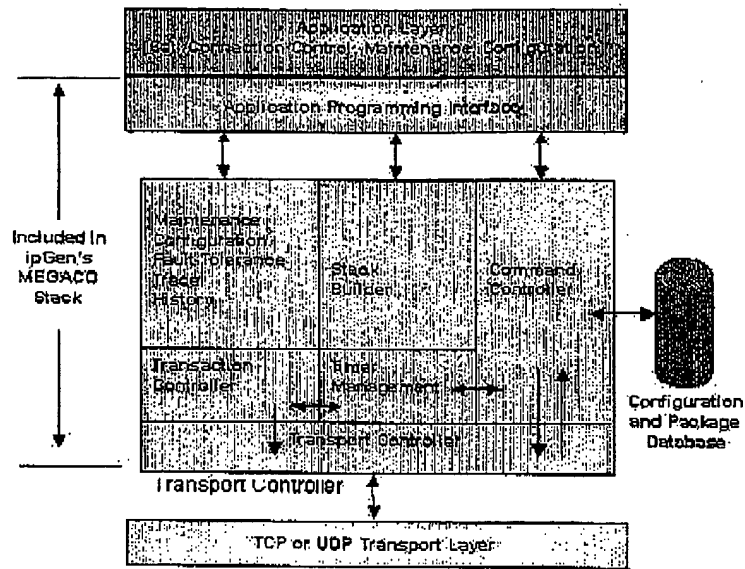 Application Layer
Connection Control, Maintenance, Configuration
Application Programming Interface
Included in
ipGen's
MEGACO
Stack
Maintenance
Configuration
Fault Tolerance
Trace
History
Stack
Builder
Command
Controller
Transaction
Controller
Timer
Management
Transport Controller
Transport Controller
Configuration
and Package
Database
TCP or UDP Transport Layer